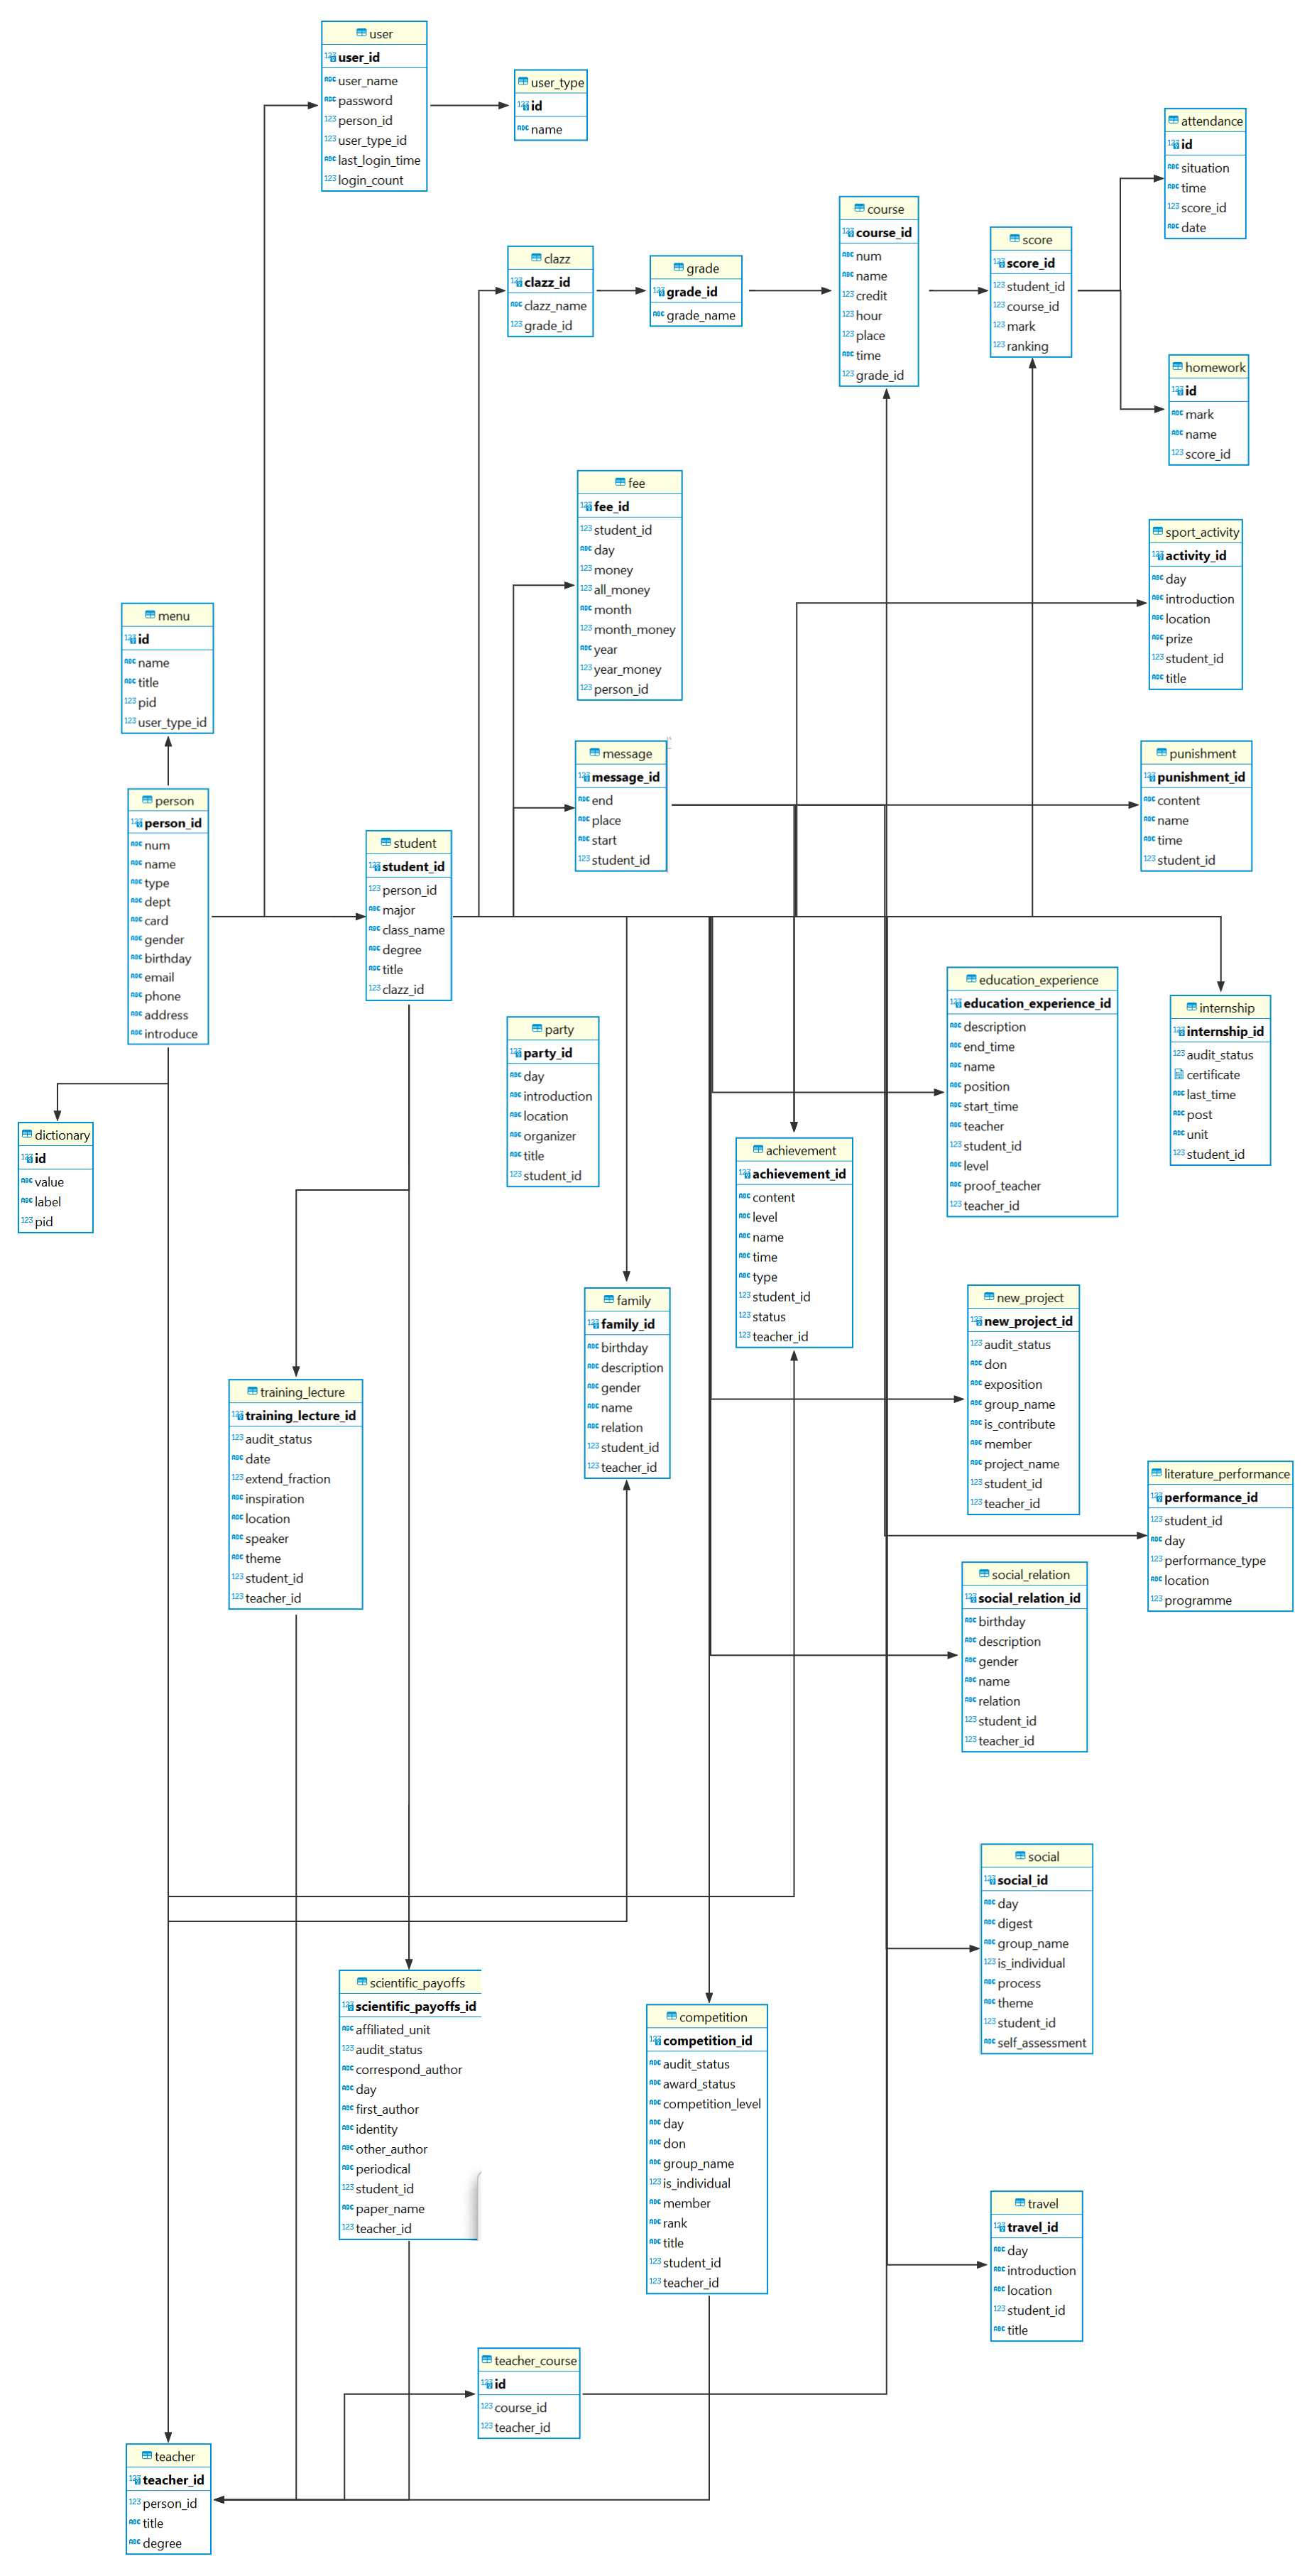 user
user_id
user_name
password
person_id
user_type_id
last_login_time
login_count
user_type
id
name
attendance
id
situation
time
score_id
date
course
course_id
num
name
credit
hour
place
time
grade_id
score
score_id
student_id
course_id
mark
ranking
clazz
clazz_id
clazz_name
grade_id
grade
grade_id
grade_name
homework
id
mark
name
score_id
fee
fee_id
student_id
day
money
all_money
month
month_money
year
year_money
person_id
sport_activity
activity_id
day
introduction
location
prize
student_id
title
menu
id
name
title
pid
user_type_id
message
message_id
end
place
start
student_id
punishment
punishment_id
content
name
time
student_id
person
person_id
num
name
type
dept
card
gender
birthday
email
phone
address
introduce
student
student_id
person_id
major
class_name
degree
title
clazz_id
education_experience
education_experience_id
description
end_time
name
position
start_time
teacher
student_id
level
proof_teacher
teacher_id
internship
internship_id
audit_status
certificate
last_time
post
unit
student_id
party
party_id
day
introduction
location
organizer
title
student_id
dictionary
id
value
label
pid
achievement
achievement_id
content
level
name
time
type
student_id
status
teacher_id
family
family_id
birthday
description
gender
name
relation
student_id
teacher_id
new_project
new_project_id
audit_status
don
exposition
group_name
is_contribute
member
project_name
student_id
teacher_id
training_lecture
training_lecture_id
audit_status
date
extend_fraction
inspiration
location
speaker
theme
student_id
teacher_id
literature_performance
performance_id
student_id
day
performance_type
location
programme
social_relation
social_relation_id
birthday
description
gender
name
relation
student_id
teacher_id
social
social_id
day
digest
group_name
is_individual
process
theme
student_id
self_assessment
scientific_payoffs
scientific_payoffs_id
affiliated_unit
audit_status
correspond_author
day
first_author
identity
other_author
periodical
student_id
paper_name
teacher_id
competition
competition_id
audit_status
award_status
competition_level
day
don
group_name
is_individual
member
rank
title
student_id
teacher_id
travel
travel_id
day
introduction
location
student_id
title
teacher_course
id
course_id
teacher_id
teacher
teacher_id
person_id
title
degree